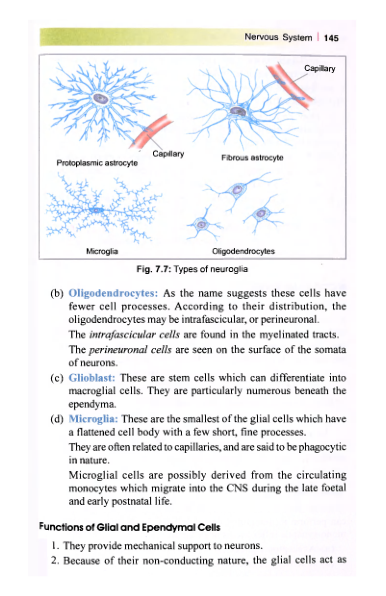 Nervous System | 145
Capillary
Capillary
Protoplasmic astrocyte
Fibrous astrocyte
Microglia
Oligodendrocytes
Fig. 7.7: Types of neuroglia
(b) Oligodendrocytes: As the name suggests these cells have
fewer cell processes. According to their distribution, the
oligodendrocytes may be intrafascicular, or perineuronal.
The intrafascicular cells are found in the myelinated tracts.
The perineuronal cells are seen on the surface of the somata
of neurons.
(c) Glioblast: These are stem cells which can differentiate into
macroglial cells. They are particularly numerous beneath the
ependyma.
(d) Microglia: These are the smallest of the glial cells which have
a flattened cell body with a few short, fine processes.
They are often related to capillaries, and are said to be phagocytic
in nature.
Microglial cells are possibly derived from the circulating
monocytes which migrate into the CNS during the late foetal
and early postnatal life.
Functions of Glial and Ependymal Cells
1. They provide mechanical support to neurons.
2. Because of their non-conducting nature, the glial cells act as